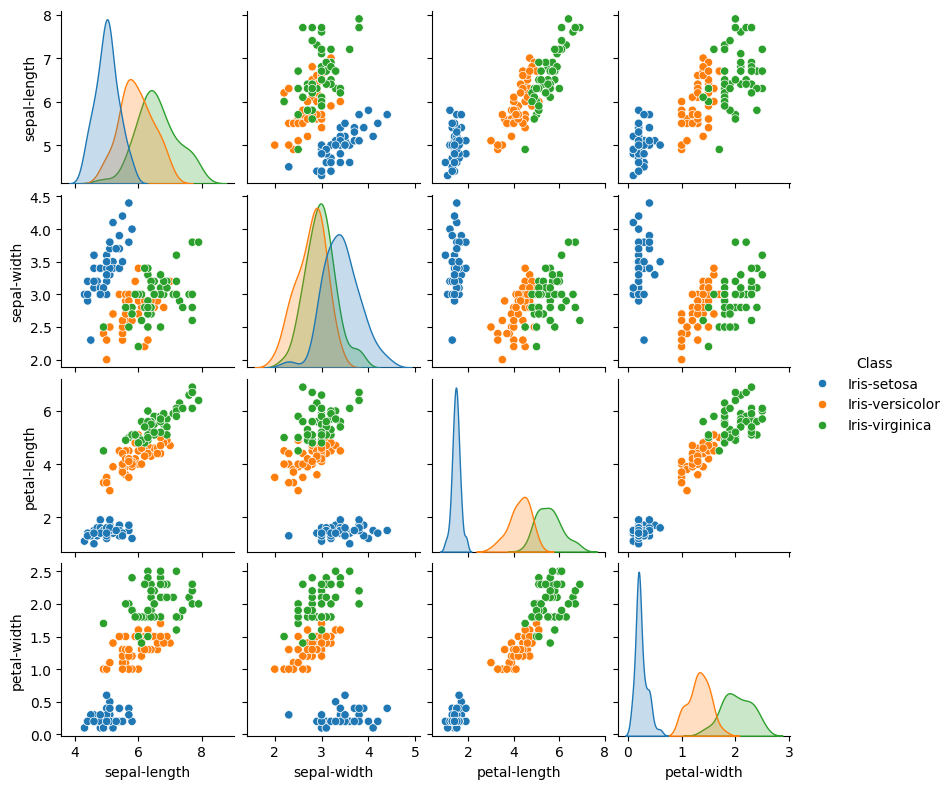 8
7
6
5
sepal-length
4.5
4.0
3.5
3.0
2.5
2.0
sepal-width
6
4
2
petal-length
2.5
2.0
1.5
1.0
0.5
0.0
petal-width
4 6 8
sepal-length
2 3 4 5
sepal-width
2 4 6 8
petal-length
0 1 2 3
petal-width
Class
Iris-setosa
Iris-versicolor
Iris-virginica